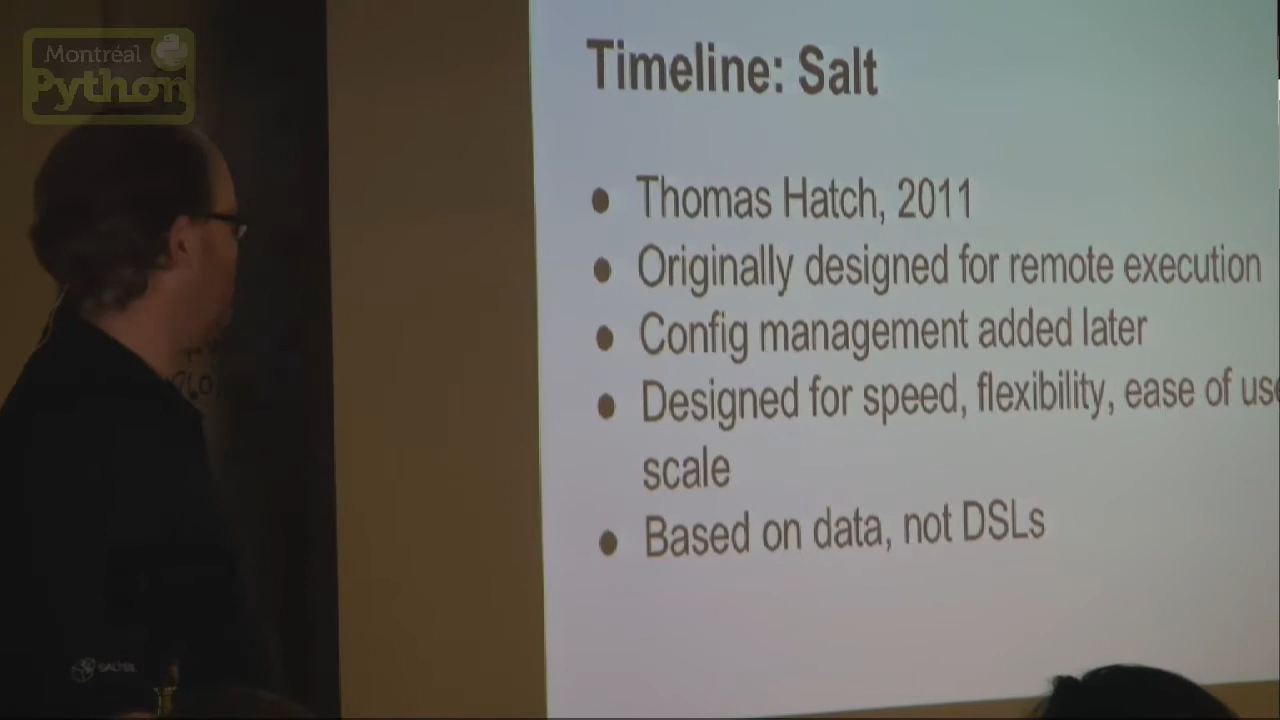 Montréal
Python
Timeline: Salt
● Thomas Hatch, 2011
● Originally designed for remote execution
● Config management added later
● Designed for speed, flexibility, ease of
scale
● Based on data, not DSLs